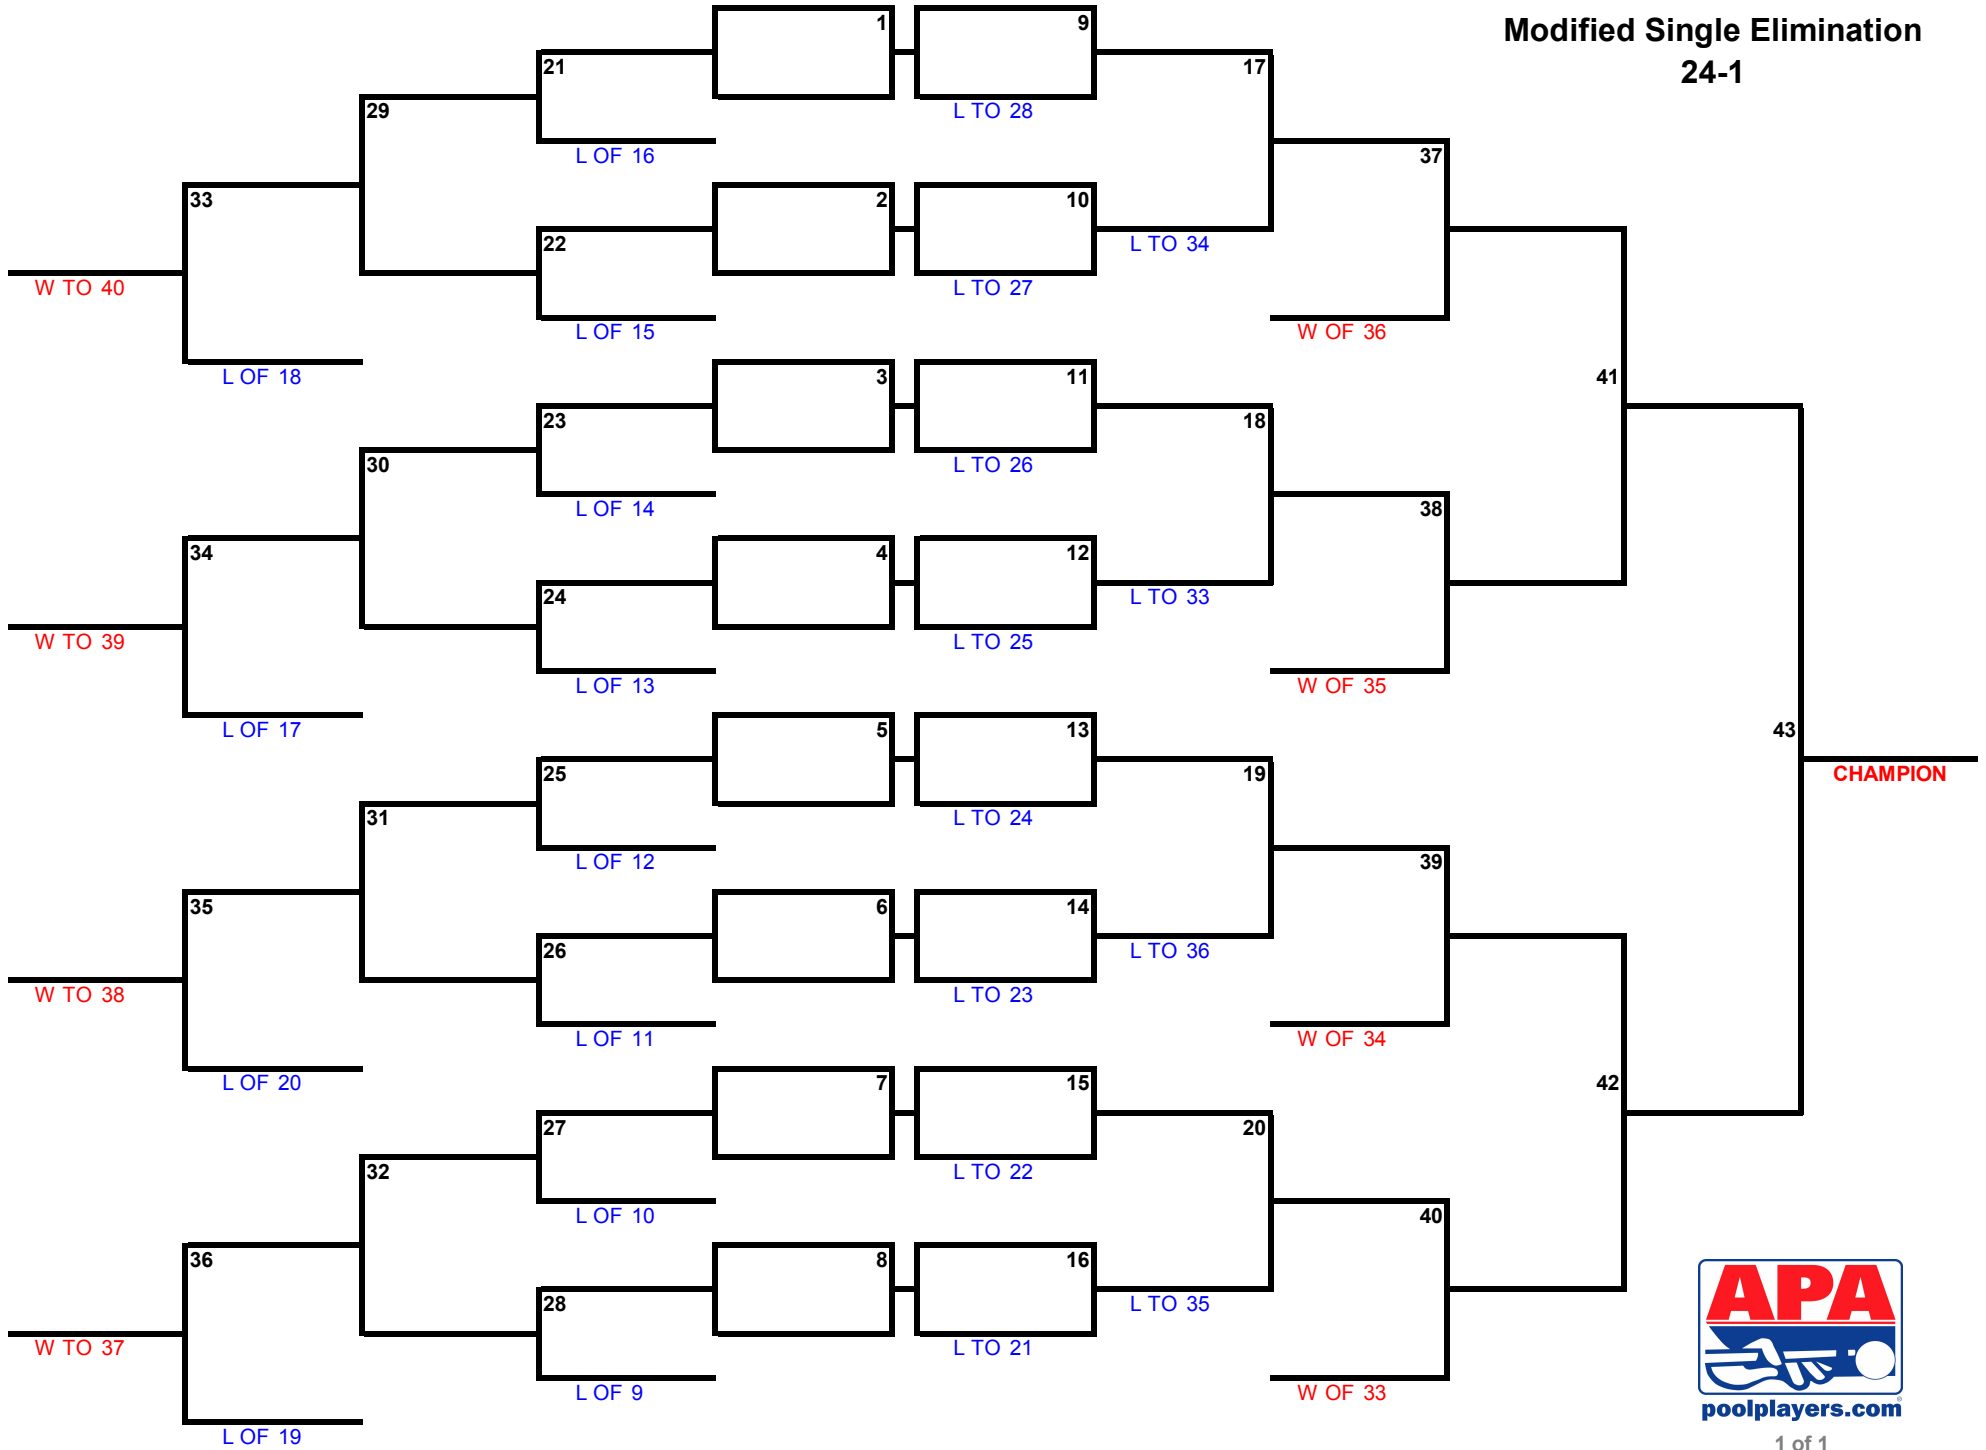 Modified Single Elimination
24-1
1
9
21
17
29
L TO 28
L OF 16
37
33
2
10
22
L TO 34
W TO 40
L TO 27
L OF 15
W OF 36
L OF 18
3
11
41
23
18
30
L TO 26
L OF 14
38
34
4
12
24
L TO 33
W TO 39
L TO 25
L OF 13
W OF 35
L OF 17
5
13
43
25
19
CHAMPION
31
L TO 24
L OF 12
39
35
6
14
26
L TO 36
W TO 38
L TO 23
L OF 11
W OF 34
L OF 20
7
15
42
27
20
32
L TO 22
L OF 10
40
36
8
16
28
L TO 35
W TO 37
L TO 21
L OF 9
W OF 33
L OF 19
APA
poolplayers.com
1 of 1